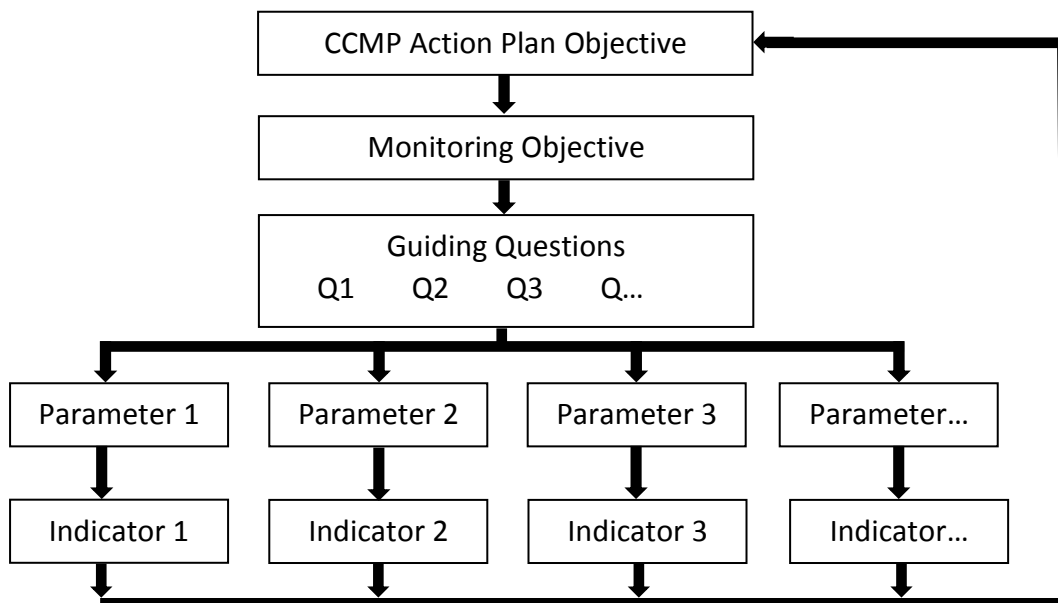 CCMP Action Plan Objective
Monitoring Objective
Guiding Questions
Q1 Q2 Q3 Q…
Parameter 1 Parameter 2 Parameter 3 Parameter…
Indicator 1 Indicator 2 Indicator 3 Indicator…